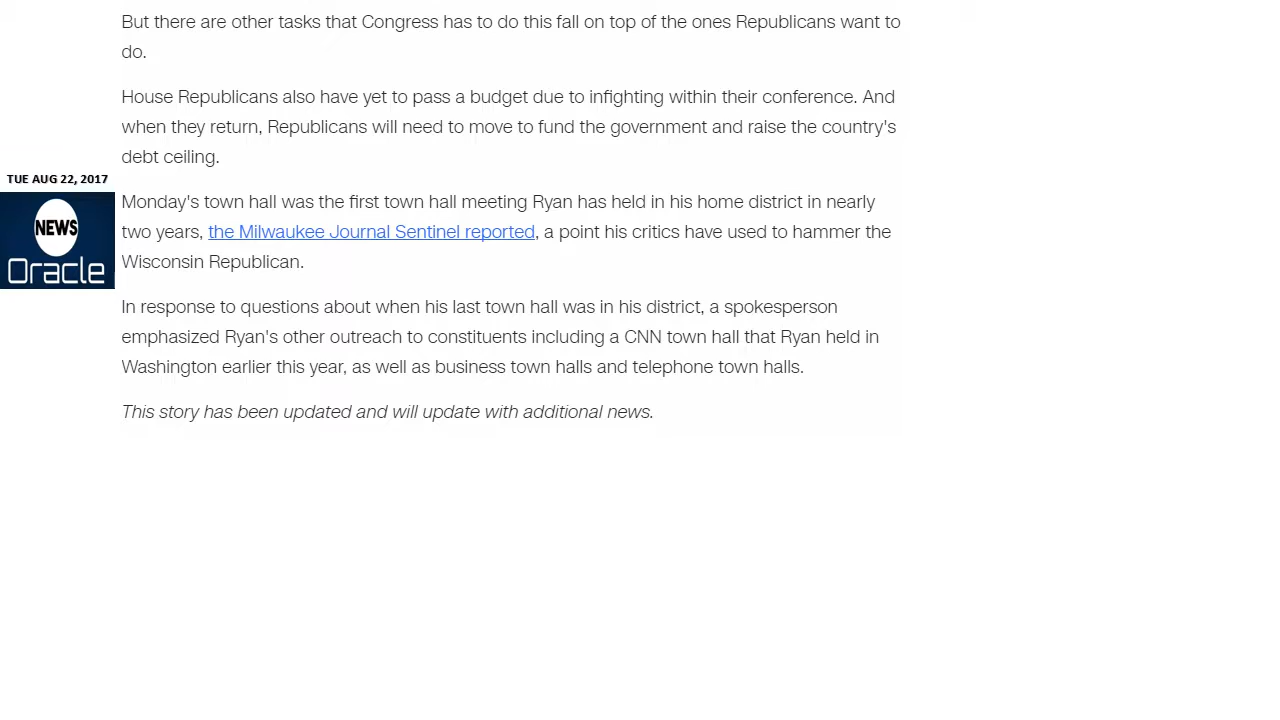 But there are other tasks that Congress has to do this fall on top of the ones Republicans want to
do.
House Republicans also have yet to pass a budget due to infighting within their conference. And
when they return, Republicans will need to move to fund the government and raise the country's
debt ceiling.
TUE AUG 22, 2017
NEWS
Oracle
Monday's town hall was the first town hall meeting Ryan has held in his home district in nearly
two years, the Milwaukee Journal Sentinel reported, a point his critics have used to hammer the
Wisconsin Republican.
In response to questions about when his last town hall was in his district, a spokesperson
emphasized Ryan's other outreach to constituents including a CNN town hall that Ryan held in
Washington earlier this year, as well as business town halls and telephone town halls.
This story has been updated and will update with additional news.